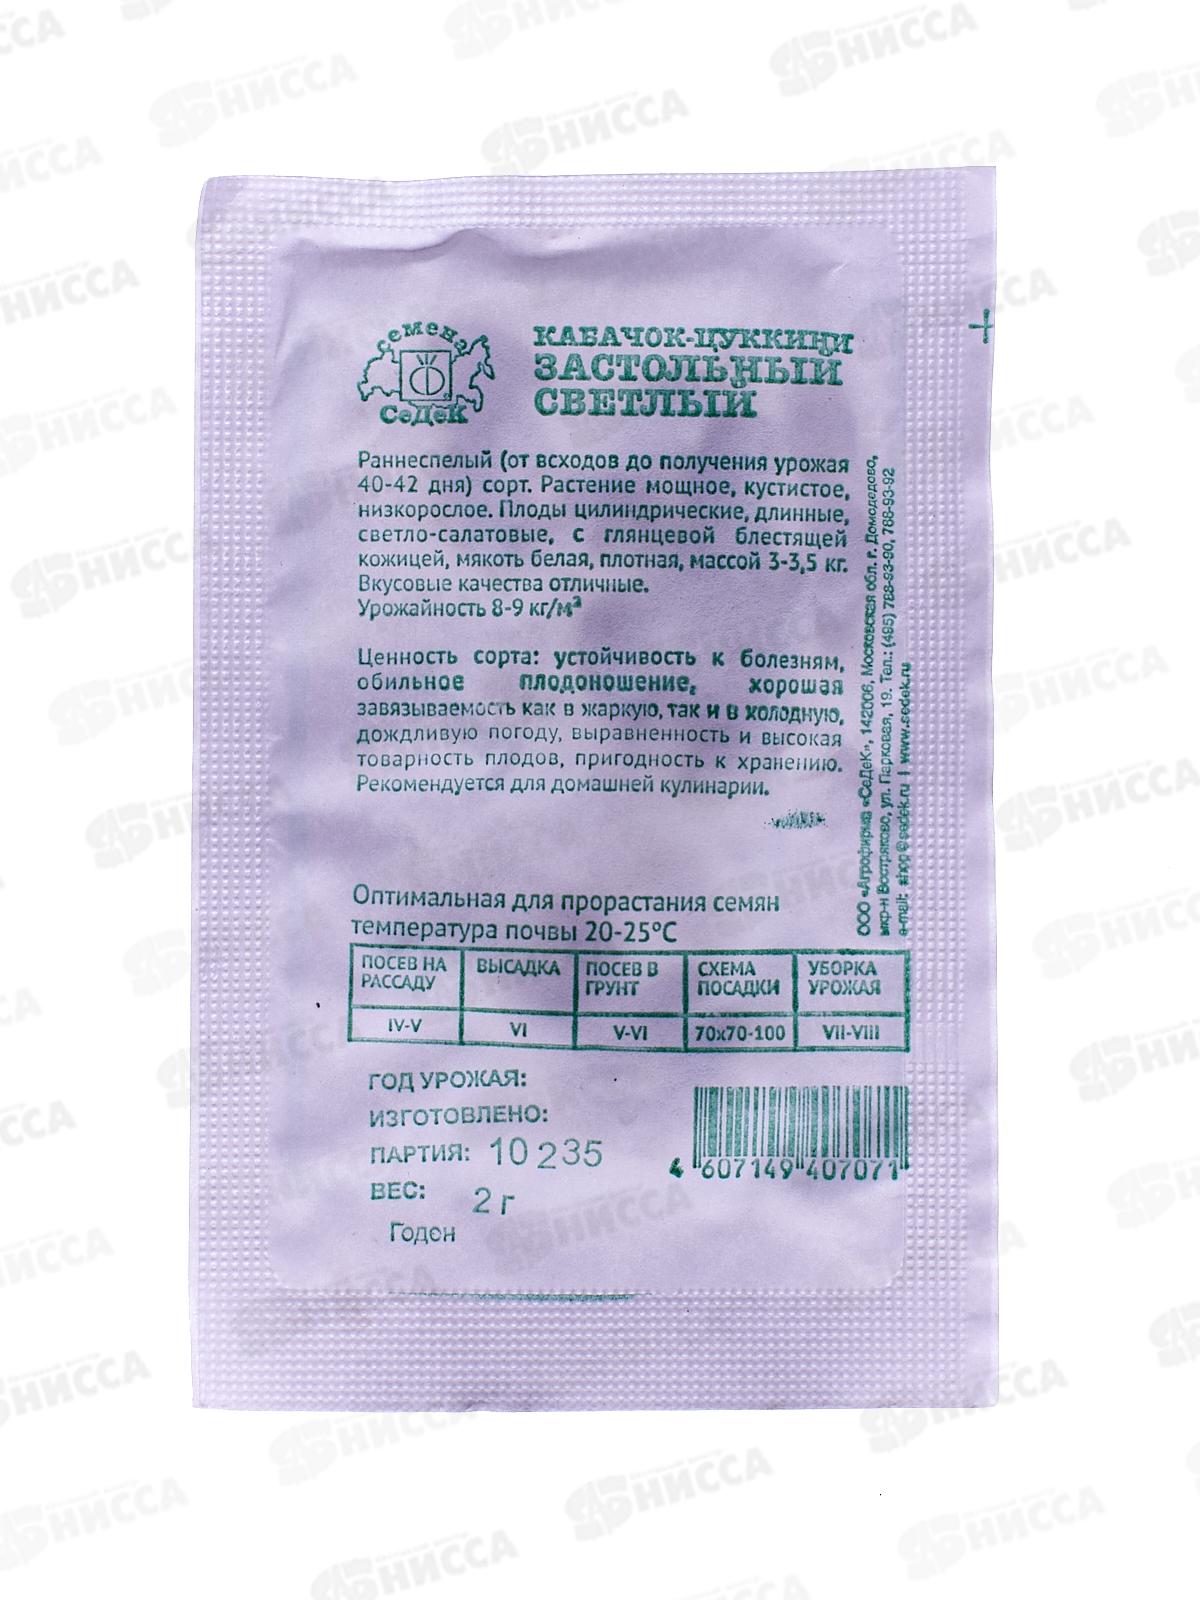 семена
СеДеК
КАБАЧОК-ЦУККИНИ
ЗАСТОЛЬНЫЙ
СВЕТЛЫЙ
Раннеспелый (от всходов до получения урожая
40-42 дня) сорт. Растение мощное, кустистое,
низкорослое. Плоды цилиндрические, длинные,
светло-салатовые, с глянцевой блестящей
кожицей, мякоть белая, плотная, массой 3-3,5 кг.
Вкусовые качества отличные.
Урожайность 8-9 кг/м²
Ценность сорта: устойчивость к болезням,
обильное плодоношение, хорошая
завязываемость как в жаркую, так и в холодную,
дождливую погоду, выравненность и высокая
товарность плодов, пригодность к хранению.
Рекомендуется для домашней кулинарии.
ООО «Агрофирма «СеДеК», 142006, Московская обл. г. Домодедово,
мкр-н Востряково, ул. Парковая, 19. Тел.: (495) 788-93-90, 788-93-92
e-mail: shop@sedek.ru | www.sedek.ru
Оптимальная для прорастания семян
температура почвы 20-25°C
ПОСЕВ НА РАССАДУ ВЫСАДКА ПОСЕВ В ГРУНТ СХЕМА ПОСАДКИ УБОРКА УРОЖАЯ
IV-V VI V-VI 70х70-100 VII-VIII
ГОД УРОЖАЯ:
ИЗГОТОВЛЕНО:
ПАРТИЯ: 10235
ВЕС: 2 г
Годен
4 607149 407071
НИССА